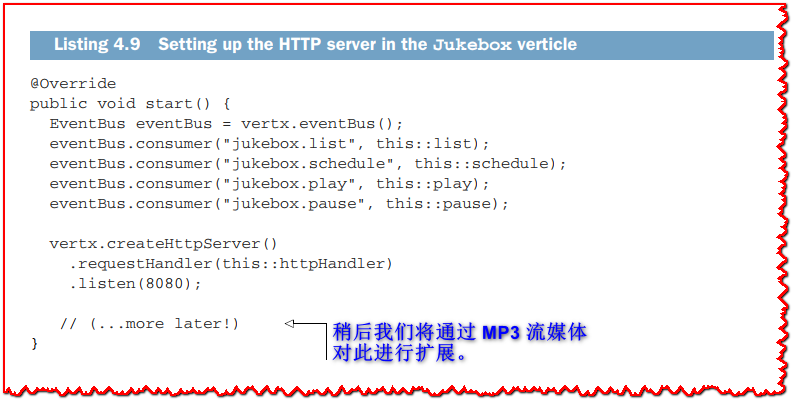 Listing 4.9 Setting up the HTTP server in the Jukebox verticle
@Override
public void start() {
  EventBus eventBus = vertx.eventBus();
  eventBus.consumer("jukebox.list", this::list);
  eventBus.consumer("jukebox.schedule", this::schedule);
  eventBus.consumer("jukebox.play", this::play);
  eventBus.consumer("jukebox.pause", this::pause);
  vertx.createHttpServer()
    .requestHandler(this::httpHandler)
    .listen(8080);
  // (...more later!)
稍后我们将通过 MP3 流媒体
对此进行扩展。
}